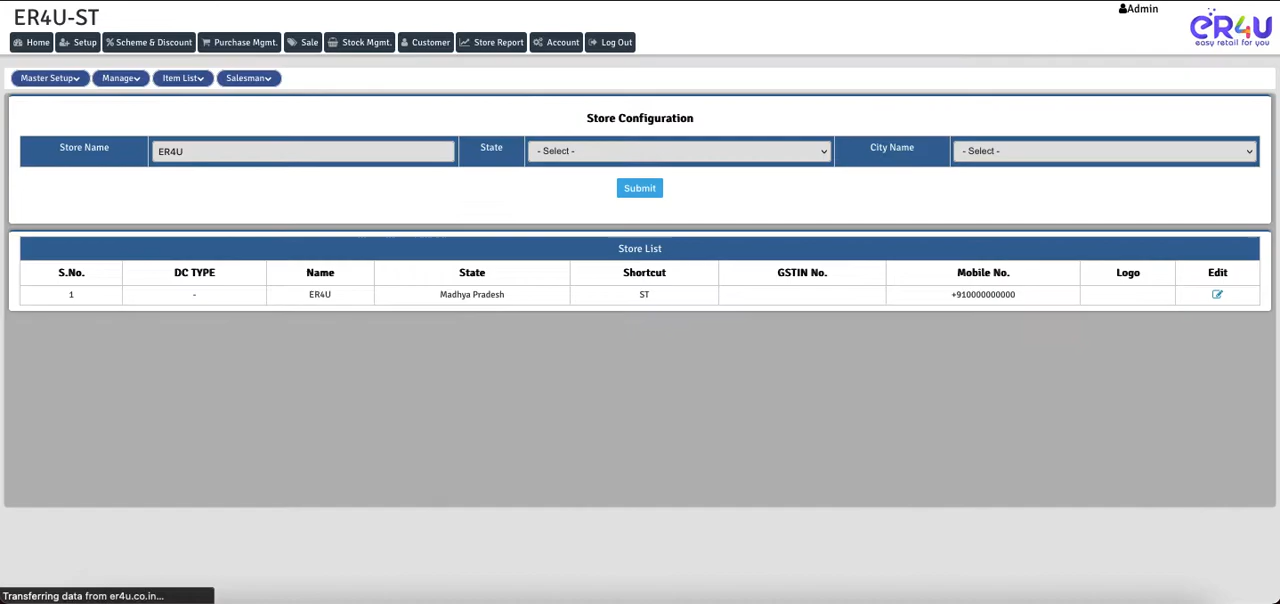 ER4U-ST
Admin
eR4U
easy retail for you
Home Setup Scheme & Discount Purchase Mgmt. Sale Stock Mgmt. Customer Store Report Account Log Out
Master Setup Manage Item List Salesman
Store Configuration
Store Name ER4U State - Select - City Name - Select -
Submit
Store List
S.No. DC TYPE Name State Shortcut GSTIN No. Mobile No. Logo Edit
1 - ER4U Madhya Pradesh ST +910000000000
Transferring data from er4u.co.in...